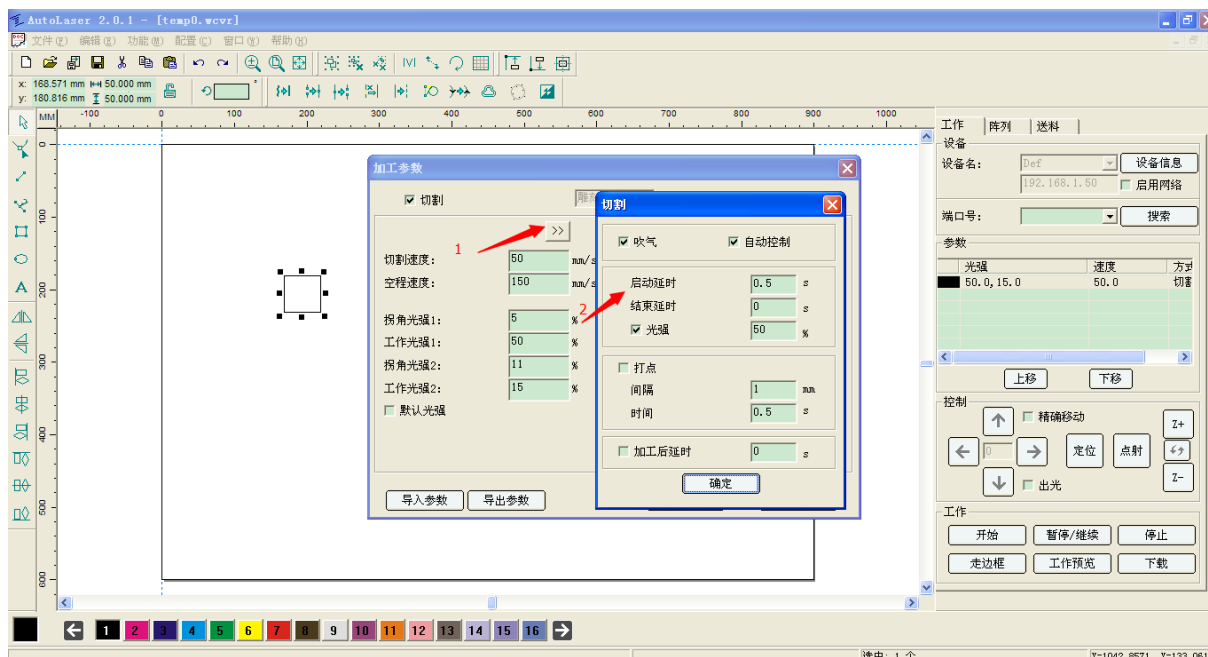 AutoLaser 2.0.1 - [temp0.wcvr]
文件(F) 编辑(E) 功能(M) 配置(C) 窗口(W) 帮助(H)
x: 168.571 mm 50.000 mm
y: 180.816 mm 50.000 mm
MM -100 0 100 200 300 400 500 600 700 800 900 1000
0
100
200
300
400
500
600
加工参数
切割
>>
1
切割速度: 50 mm/s
空程速度: 150 mm/s
拐角光强1: 5 %
工作光强1: 50 %
拐角光强2: 11 %
工作光强2: 15 %
默认光强
导入参数 导出参数
切割
吹气 自动控制
2
启动延时 0.5 s
结束延时 0 s
光强 50 %
打点
间隔 1 mm
时间 0.5 s
加工后延时 0 s
确定
工作 阵列 送料
设备
设备名: Def 设备信息
192.168.1.50 启用网络
端口号: 搜索
参数
光强 速度 方式
50.0,15.0 50.0 切割
上移 下移
控制
精确移动
Z+
0 定位 点射
出光
Z-
工作
开始 暂停/继续 停止
走边框 工作预览 下载
1 2 3 4 5 6 7 8 9 10 11 12 13 14 15 16
选中: 1 个